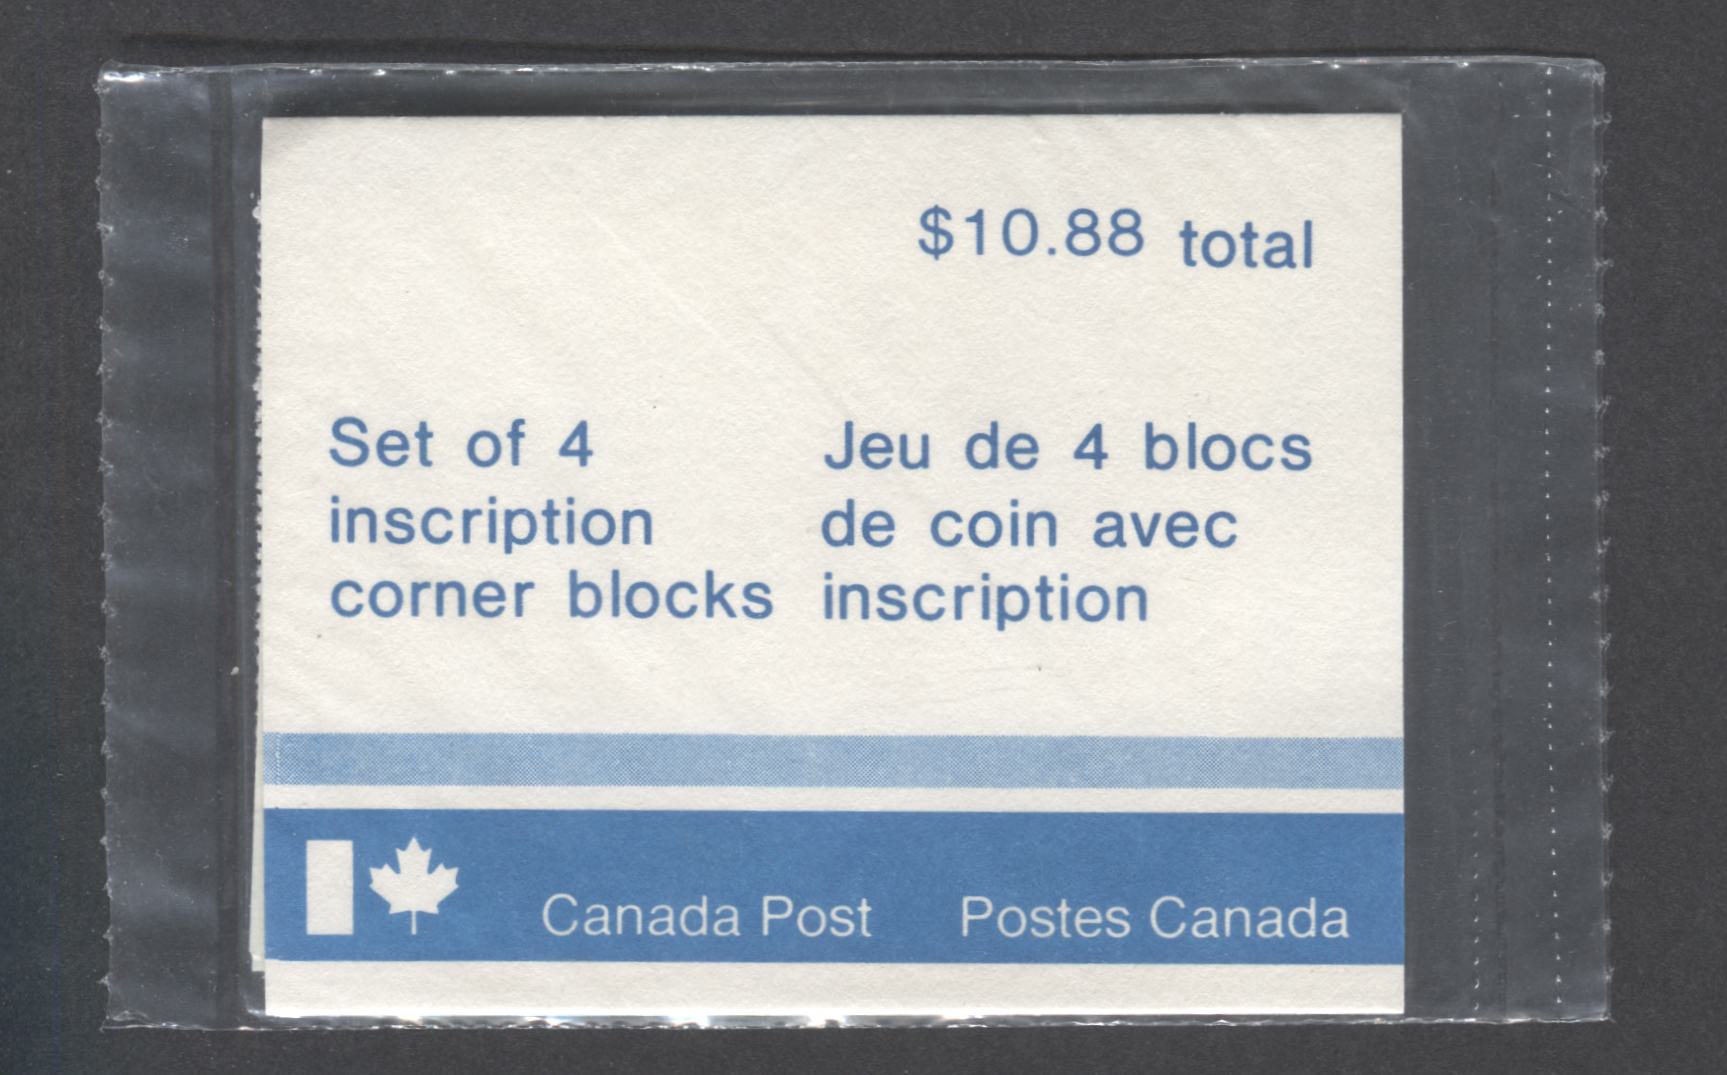 $10.88 total
Set of 4
inscription
corner blocks
Jeu de 4 blocs
de coin avec
inscription
Canada Post
Postes Canada